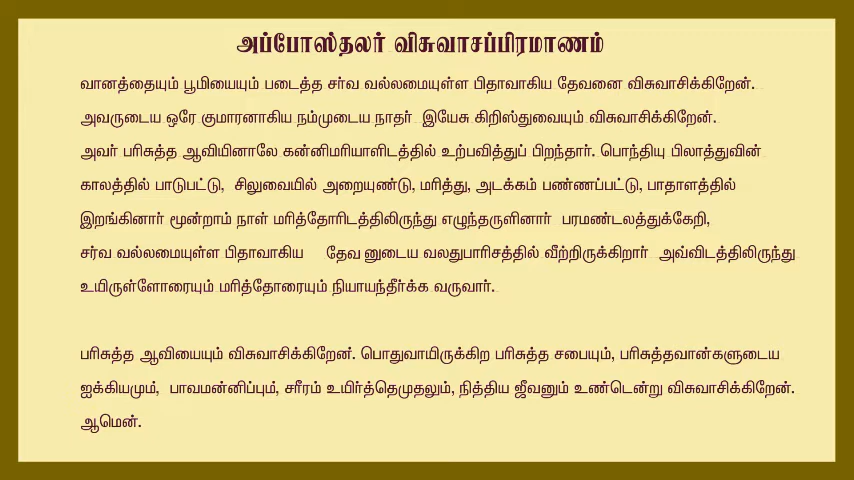 அப்போஸ்தலர் விசுவாசப்பிரமாணம்
வானத்தையும் பூமியையும் படைத்த சர்வ வல்லமையுள்ள பிதாவாகிய தேவனை விசுவாசிக்கிறேன்.
அவருடைய ஒரே குமாரனாகிய நம்முடைய நாதர் இயேசு கிறிஸ்துவையும் விசுவாசிக்கிறேன்.
அவர் பரிசுத்த ஆவியினாலே கன்னிமரியாளிடத்தில் உற்பவித்துப் பிறந்தார். பொந்தியு பிலாத்துவின்
காலத்தில் பாடுபட்டு, சிலுவையில் அறையுண்டு, மரித்து, அடக்கம் பண்ணப்பட்டு, பாதாளத்தில்
இறங்கினார் மூன்றாம் நாள் மரித்தோரிடத்திலிருந்து எழுந்தருளினார் பரமண்டலத்துக்கேறி,
சர்வ வல்லமையுள்ள பிதாவாகிய தேவ னுடைய வலதுபாரிசத்தில் வீற்றிருக்கிறார் அவ்விடத்திலிருந்து
உயிருள்ளோரையும் மரித்தோரையும் நியாயந்தீர்க்க வருவார்.
பரிசுத்த ஆவியையும் விசுவாசிக்கிறேன். பொதுவாயிருக்கிற பரிசுத்த சபையும், பரிசுத்தவான்களுடைய
ஐக்கியமும், பாவமன்னிப்பும், சரீரம் உயிர்த்தெமுதலும், நித்திய ஜீவனும் உண்டென்று விசுவாசிக்கிறேன்.
ஆமென்.